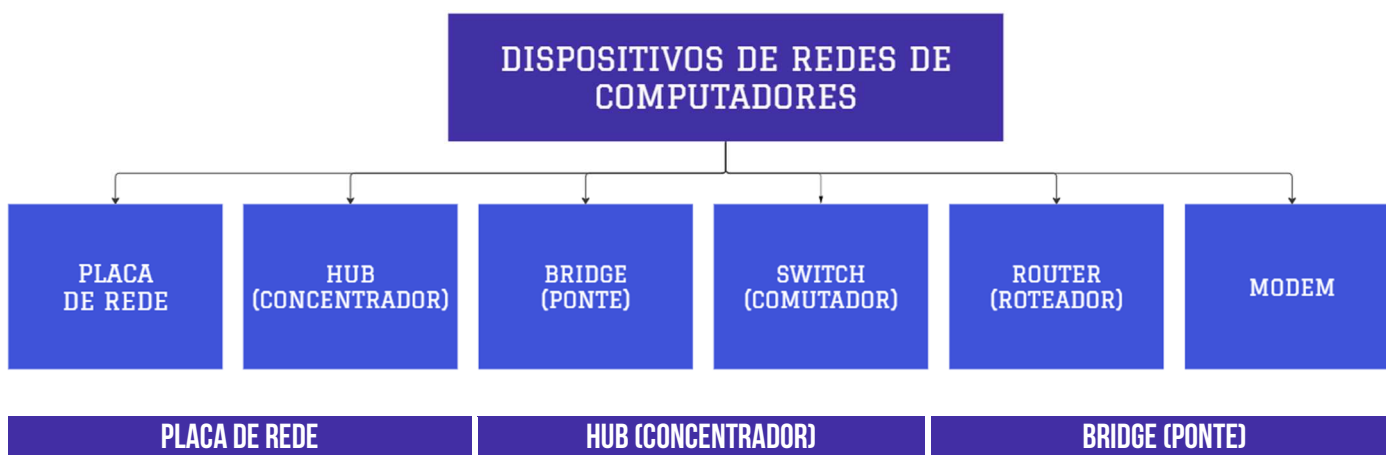 DISPOSITIVOS DE REDES DE
COMPUTADORES
PLACA
DE REDE
HUB
(CONCENTRADOR)
BRIDGE
(PONTE)
SWITCH
(COMUTADOR)
ROUTER
(ROTEADOR)
MODEM
PLACA DE REDE
HUB (CONCENTRADOR)
BRIDGE (PONTE)